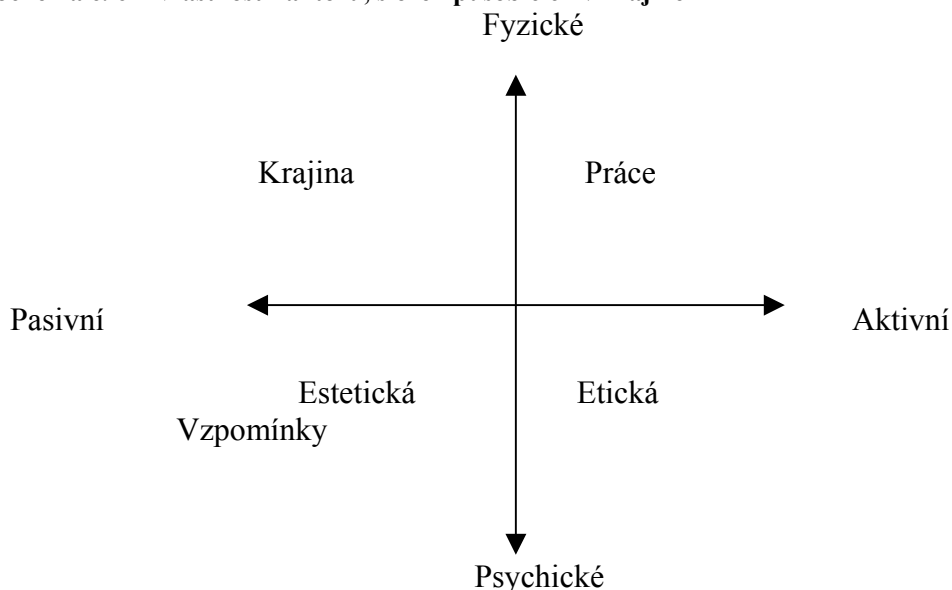 Fyzické
Krajina Práce
Pasivní Aktivní
Estetická Etická
Vzpomínky
Psychické